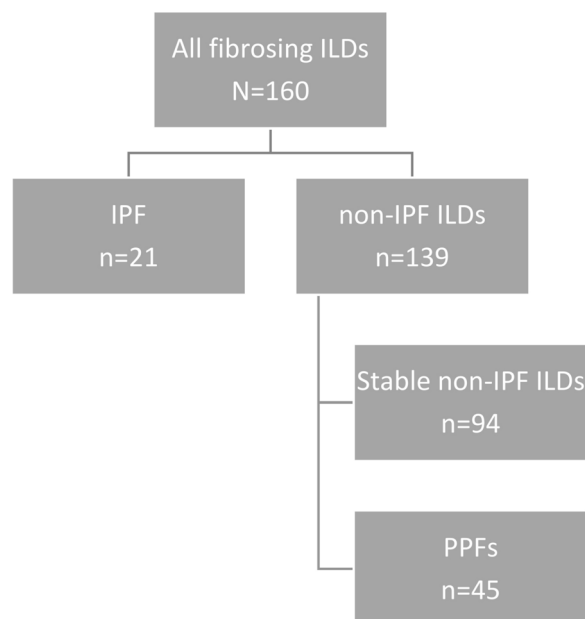 All fibrosing ILDs
N=160
IPF
n=21
non-IPF ILDs
n=139
Stable non-IPF ILDs
n=94
PPFs
n=45